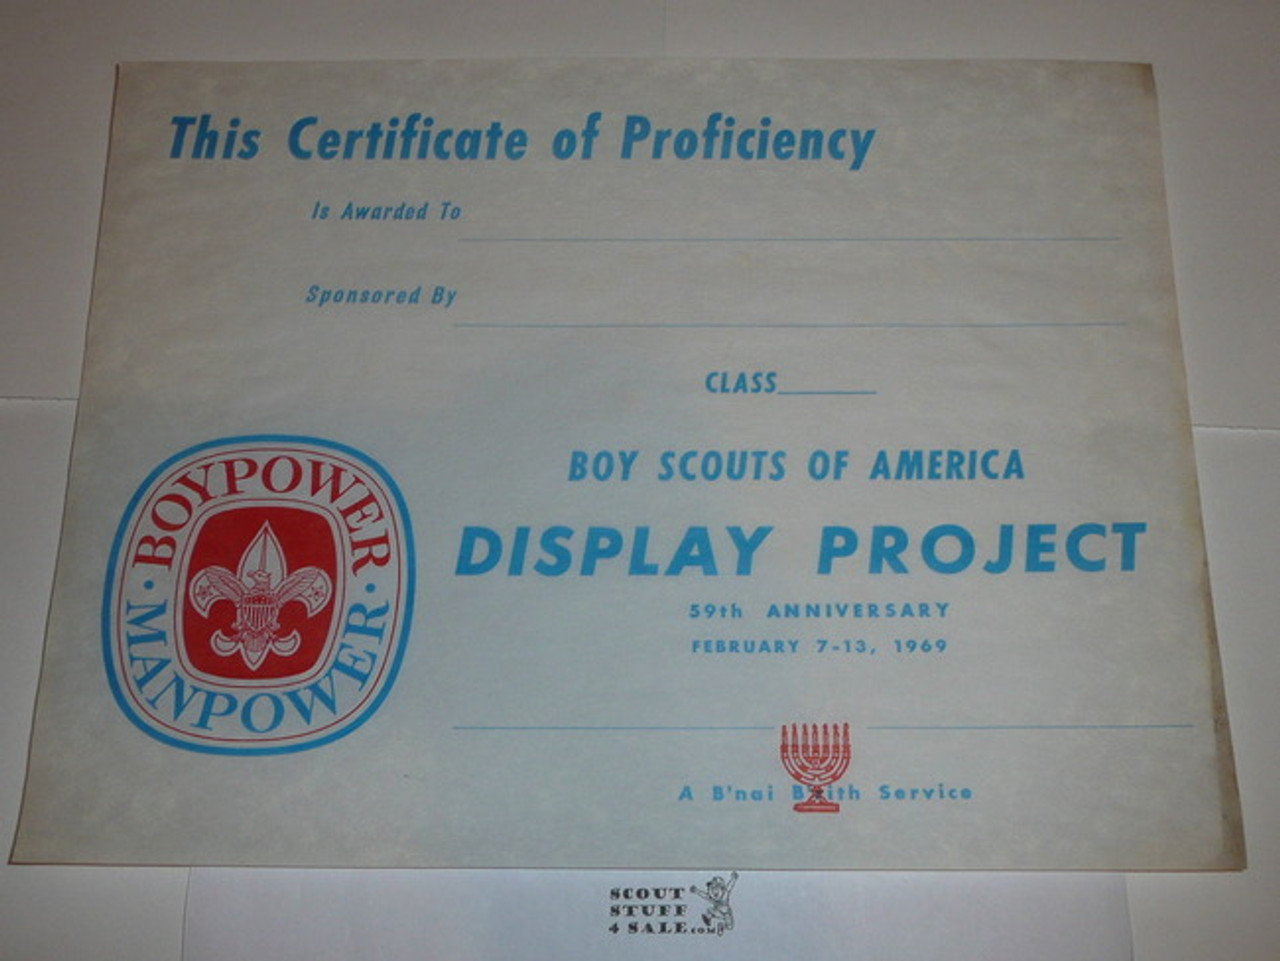 This Certificate of Proficiency
Is Awarded To
Sponsored By
CLASS
BOYPOWER
MANPOWER
BOY SCOUTS OF AMERICA
DISPLAY PROJECT
59th ANNIVERSARY
FEBRUARY 7-13, 1969
A B'nai B'rith Service
SCOUT
STUFF
4 SALE.com